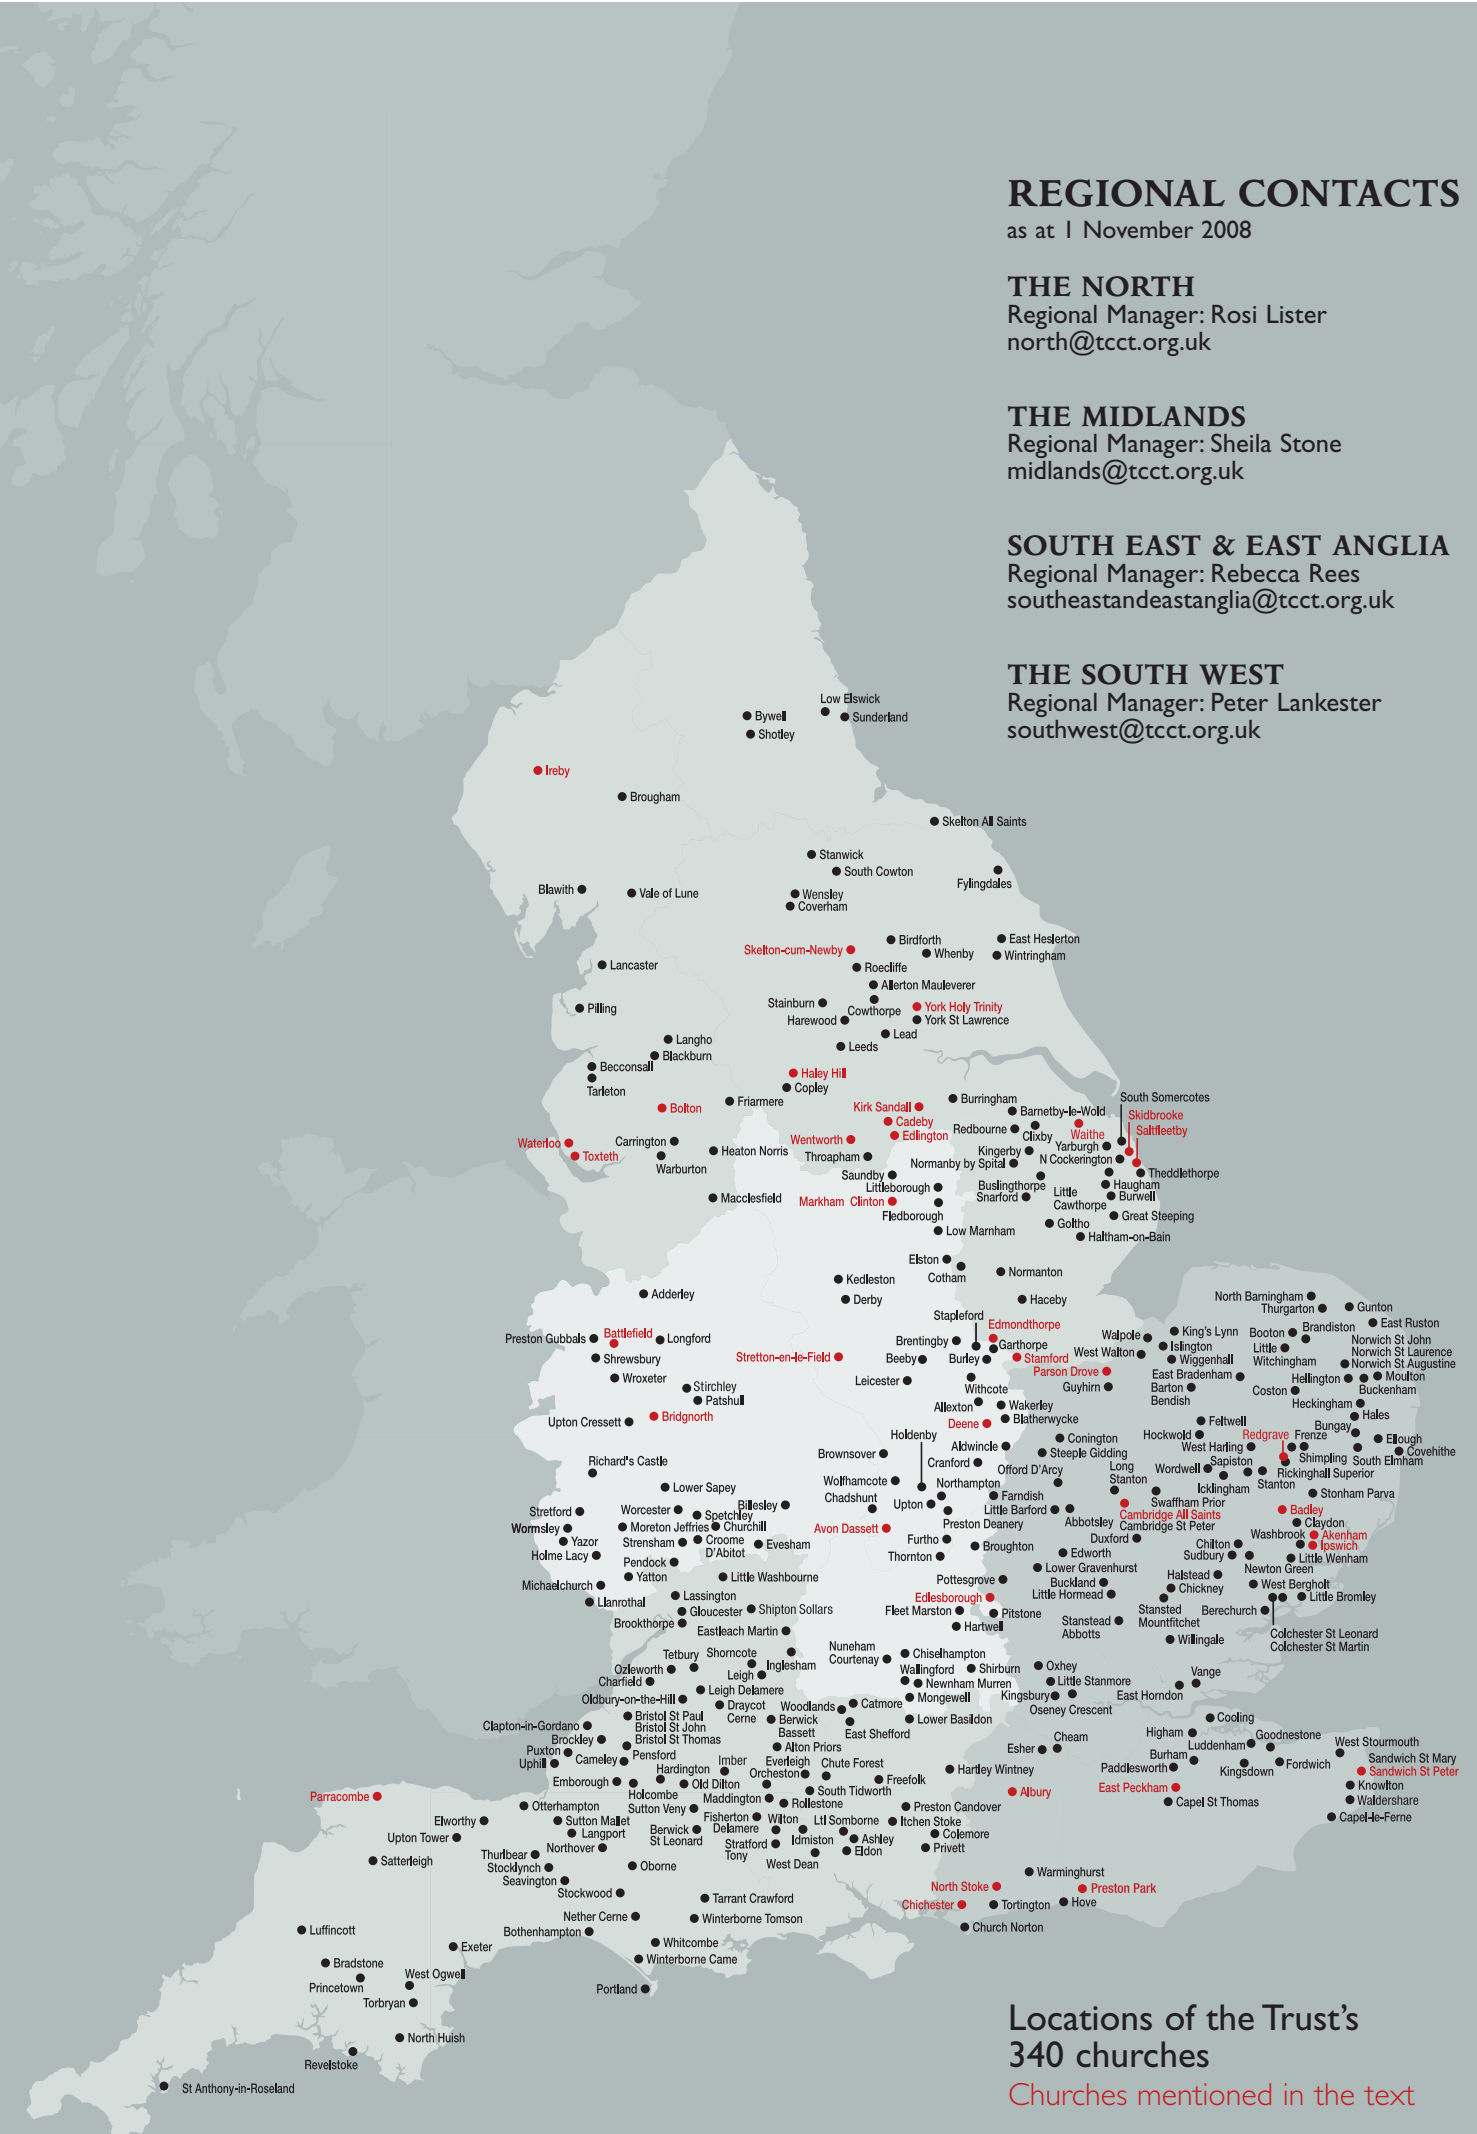 REGIONAL CONTACTS
as at 1 November 2008
THE NORTH
Regional Manager: Rosi Lister
north@tcct.org.uk
THE MIDLANDS
Regional Manager: Sheila Stone
midlands@tcct.org.uk
SOUTH EAST & EAST ANGLIA
Regional Manager: Rebecca Rees
southeastandeastanglia@tcct.org.uk
THE SOUTH WEST
Regional Manager: Peter Lankester
southwest@tcct.org.uk
Low Elswick
Bywell
Sunderland
Shotley
Ireby
Brougham
Skelton All Saints
Stanwick
South Cowton
Fylingdales
Blawith
Vale of Lune
Wensley
Coverham
Birdforth
East Heslerton
Skelton-cum-Newby
Whenby
Wintringham
Lancaster
Roecliffe
Allerton Mauleverer
Stainburn
Cowthorpe
York Holy Trinity
Pilling
Harewood
York St Lawrence
Lead
Langho
Leeds
Blackburn
Becconsall
Tarleton
Haley Hill
Copley
Friarmere
Bolton
Kirk Sandall
Burringham
South Somercotes
Barnetby-le-Wold
Skidbrooke
Cadeby
Redbourne
Clixby
Waithe
Saltfleetby
Edlington
Wentworth
Waterloo
Carrington
Yarburgh
Toxteth
Warburton
Heaton Norris
Throapham
Kingerby
N Cockerington
Normanby by Spital
Theddlethorpe
Saundby
Littleborough
Buslingthorpe
Haugham
Macclesfield
Markham Clinton
Snarford
Little
Cawthorpe
Burwell
Fledborough
Great Steeping
Low Marnham
Goltho
Haltham-on-Bain
Elston
Cotham
Normanton
Kedleston
Adderley
Derby
Haceby
North Barningham
Thurgarton
Gunton
Stapleford
Edmondthorpe
East Ruston
Preston Gubbals
Battlefield
Longford
Brentingby
Garthorpe
Walpole
King's Lynn
Booton
Brandiston
Norwich St John
Norwich St Laurence
Norwich St Augustine
Shrewsbury
Stretton-en-le-Field
Beeby
Burley
Stamford
West Walton
Islington
Wiggenhall
Little
Witchingham
Wroxeter
Parson Drove
East Bradenham
Hellington
Moulton
Stirchley
Leicester
Withcote
Guyhirn
Barton
Bendish
Coston
Buckenham
Patshull
Allexton
Wakerley
Heckingham
Bridgnorth
Blatherwycke
Upton Cressett
Deene
Feltwell
Hales
Holdenby
Conington
Hockwold
Redgrave
Frenze
Bungay
Ellough
Aldwincle
Steeple Gidding
West Harling
Shimpling
Covehithe
Brownsover
Cranford
South Elmham
Richard's Castle
Offord D'Arcy
Long
Stanton
Wordwell
Sapiston
Rickinghall Superior
Wolfhamcote
Northampton
Icklingham
Stanton
Lower Sapey
Chadshunt
Farndish
Swaffham Prior
Stonham Parva
Billesley
Upton
Stretford
Worcester
Spetchley
Little Barford
Abbotsley
Cambridge All Saints
Cambridge St Peter
Badley
Wormsley
Moreton Jeffries
Churchill
Avon Dassett
Preston Deanery
Claydon
Yazor
Strensham
Croome
D'Abitot
Evesham
Furtho
Duxford
Washbrook
Akenham
Ipswich
Holme Lacy
Broughton
Edworth
Chilton
Pendock
Thornton
Sudbury
Little Wenham
Yatton
Little Washbourne
Lower Gravenhurst
Newton Green
Michaelchurch
Pottesgrove
Buckland
Halstead
West Bergholt
Lassington
Edlesborough
Little Hormead
Chickney
Little Bromley
Llanrothal
Gloucester
Shipton Sollars
Fleet Marston
Pitstone
Stansted
Mountfitchet
Berechurch
Brookthorpe
Hartwell
Stanstead
Abbotts
Colchester St Leonard
Colchester St Martin
Eastleach Martin
Willingale
Tetbury
Shorncote
Nuneham
Courtenay
Chiselhampton
Ozleworth
Inglesham
Wallingford
Shirburn
Oxhey
Vange
Charfield
Leigh
Newnham Murren
Little Stanmore
Leigh Delamere
Oldbury-on-the-Hill
Draycot
Cerne
Woodlands
Catmore
Mongewell
Kingsbury
Oseney Crescent
East Horndon
Bristol St Paul
Bristol St John
Bristol St Thomas
Berwick
Bassett
East Shefford
Lower Basildon
Cooling
Clapton-in-Gordano
Brockley
Alton Priors
Esher
Cheam
Higham
Goodnestone
Luddenham
West Stourmouth
Puxton
Uphill
Cameley
Pensford
Imber
Everleigh
Chute Forest
Burham
Fordwich
Sandwich St Mary
Sandwich St Peter
Hardington
Orcheston
Hartley Wintney
Paddlesworth
Kingsdown
Emborough
Old Dilton
Freefolk
Albury
East Peckham
Knowlton
Parracombe
Holcombe
South Tidworth
Capel St Thomas
Waldershare
Otterhampton
Sutton Veny
Maddington
Rollestone
Preston Candover
Capel-le-Ferne
Elworthy
Sutton Mallet
Fisherton
Delamere
Wilton
Ltl Somborne
Itchen Stoke
Upton Tower
Langport
Berwick
St Leonard
Idmiston
Ashley
Colemore
Northover
Stratford
Tony
Eldon
Privett
Thurlbear
West Dean
Satterleigh
Stocklynch
Oborne
Warminghurst
Seavington
North Stoke
Preston Park
Stockwood
Tarrant Crawford
Chichester
Tortington
Hove
Nether Cerne
Winterborne Tomson
Church Norton
Luffincott
Bothenhampton
Exeter
Whitcombe
Winterborne Came
Bradstone
West Ogwell
Princetown
Portland
Torbryan
North Huish
Revelstoke
St Anthony-in-Roseland
Locations of the Trust's
340 churches
Churches mentioned in the text